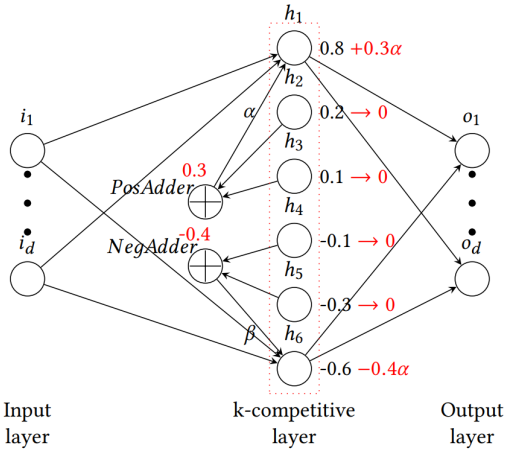 h1
0.8 +0.3α
h2
i1
α
0.2 → 0
o1
h3
0.3
PosAdder
0.1 → 0
h4
id
NegAdder
-0.4
-0.1 → 0
od
h5
-0.3 → 0
β
h6
-0.6 −0.4α
Input
layer
k-competitive
layer
Output
layer